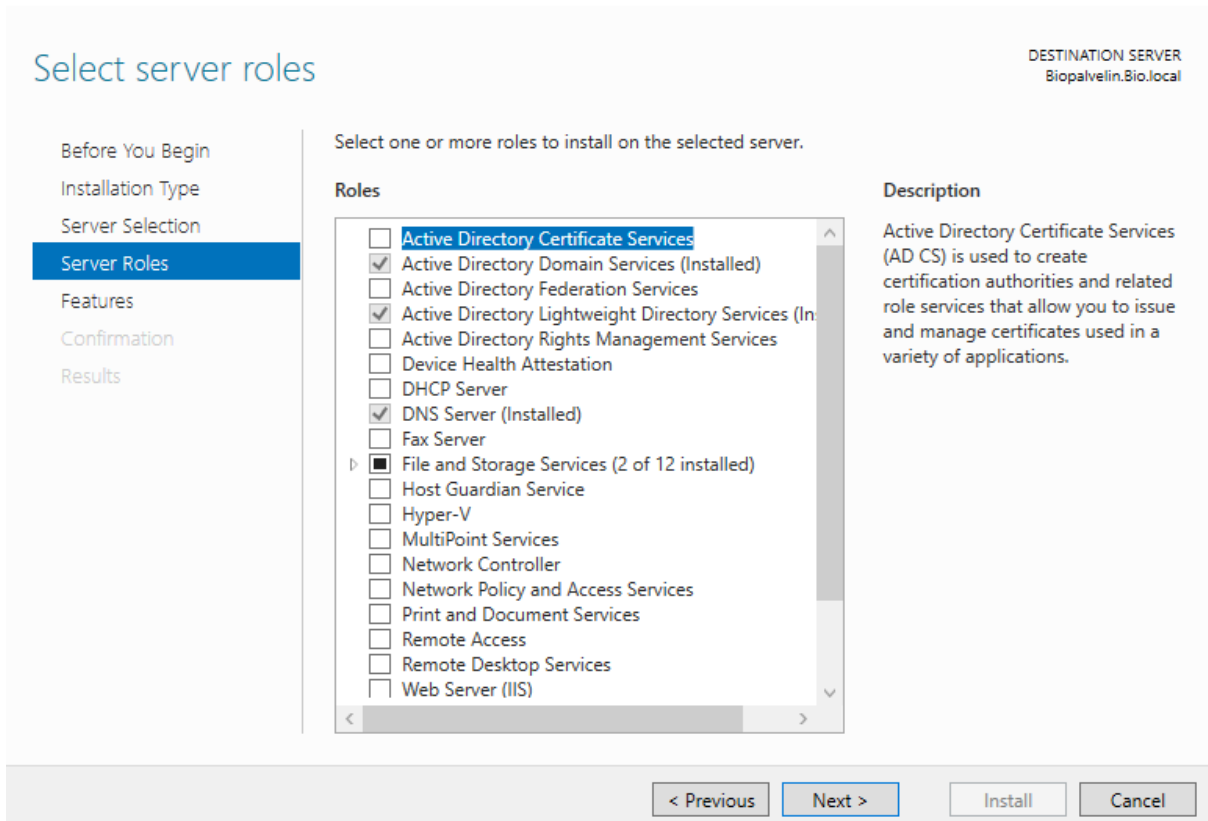 Select server roles
DESTINATION SERVER
Biopalvelin.Bio.local
Before You Begin
Installation Type
Server Selection
Server Roles
Features
Confirmation
Results
Select one or more roles to install on the selected server.
Roles
Active Directory Certificate Services
Active Directory Domain Services (Installed)
Active Directory Federation Services
Active Directory Lightweight Directory Services (In
Active Directory Rights Management Services
Device Health Attestation
DHCP Server
DNS Server (Installed)
Fax Server
File and Storage Services (2 of 12 installed)
Host Guardian Service
Hyper-V
MultiPoint Services
Network Controller
Network Policy and Access Services
Print and Document Services
Remote Access
Remote Desktop Services
Web Server (IIS)
Description
Active Directory Certificate Services
(AD CS) is used to create
certification authorities and related
role services that allow you to issue
and manage certificates used in a
variety of applications.
< Previous
Next >
Install
Cancel